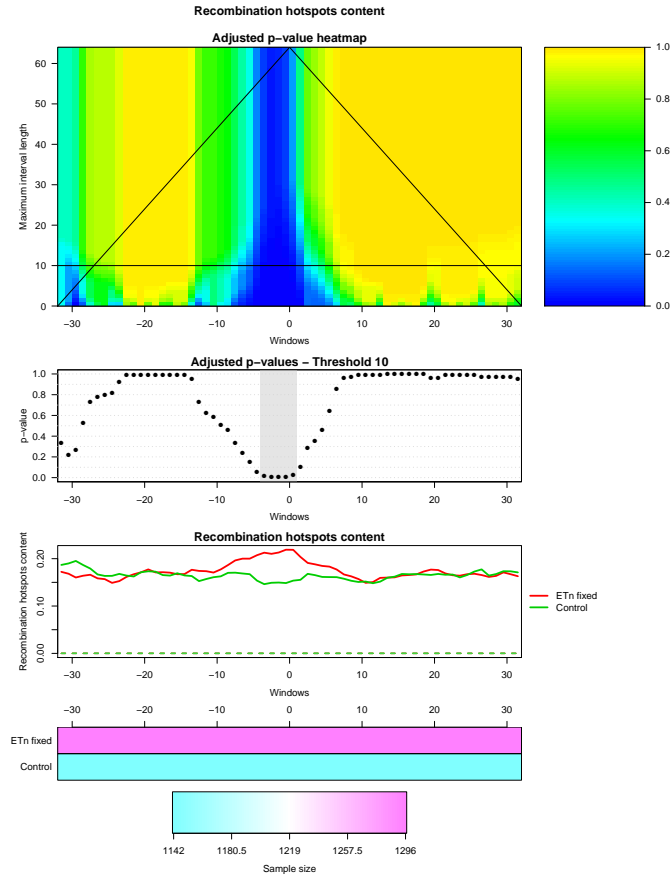 Recombination hotspots content
Adjusted p−value heatmap
Maximum interval length
0 10 20 30 40 50 60
−30 −20 −10 0 10 20 30
Windows
0.0 0.2 0.4 0.6 0.8 1.0
Adjusted p−values − Threshold 10
p−value
0.0 0.2 0.4 0.6 0.8 1.0
−30 −20 −10 0 10 20 30
Windows
Recombination hotspots content
Recombination hotspots content
0.00 0.10 0.20
−30 −20 −10 0 10 20 30
Windows
ETn fixed
Control
−30 −20 −10 0 10 20 30
ETn fixed
Control
1142 1180.5 1219 1257.5 1296
Sample size